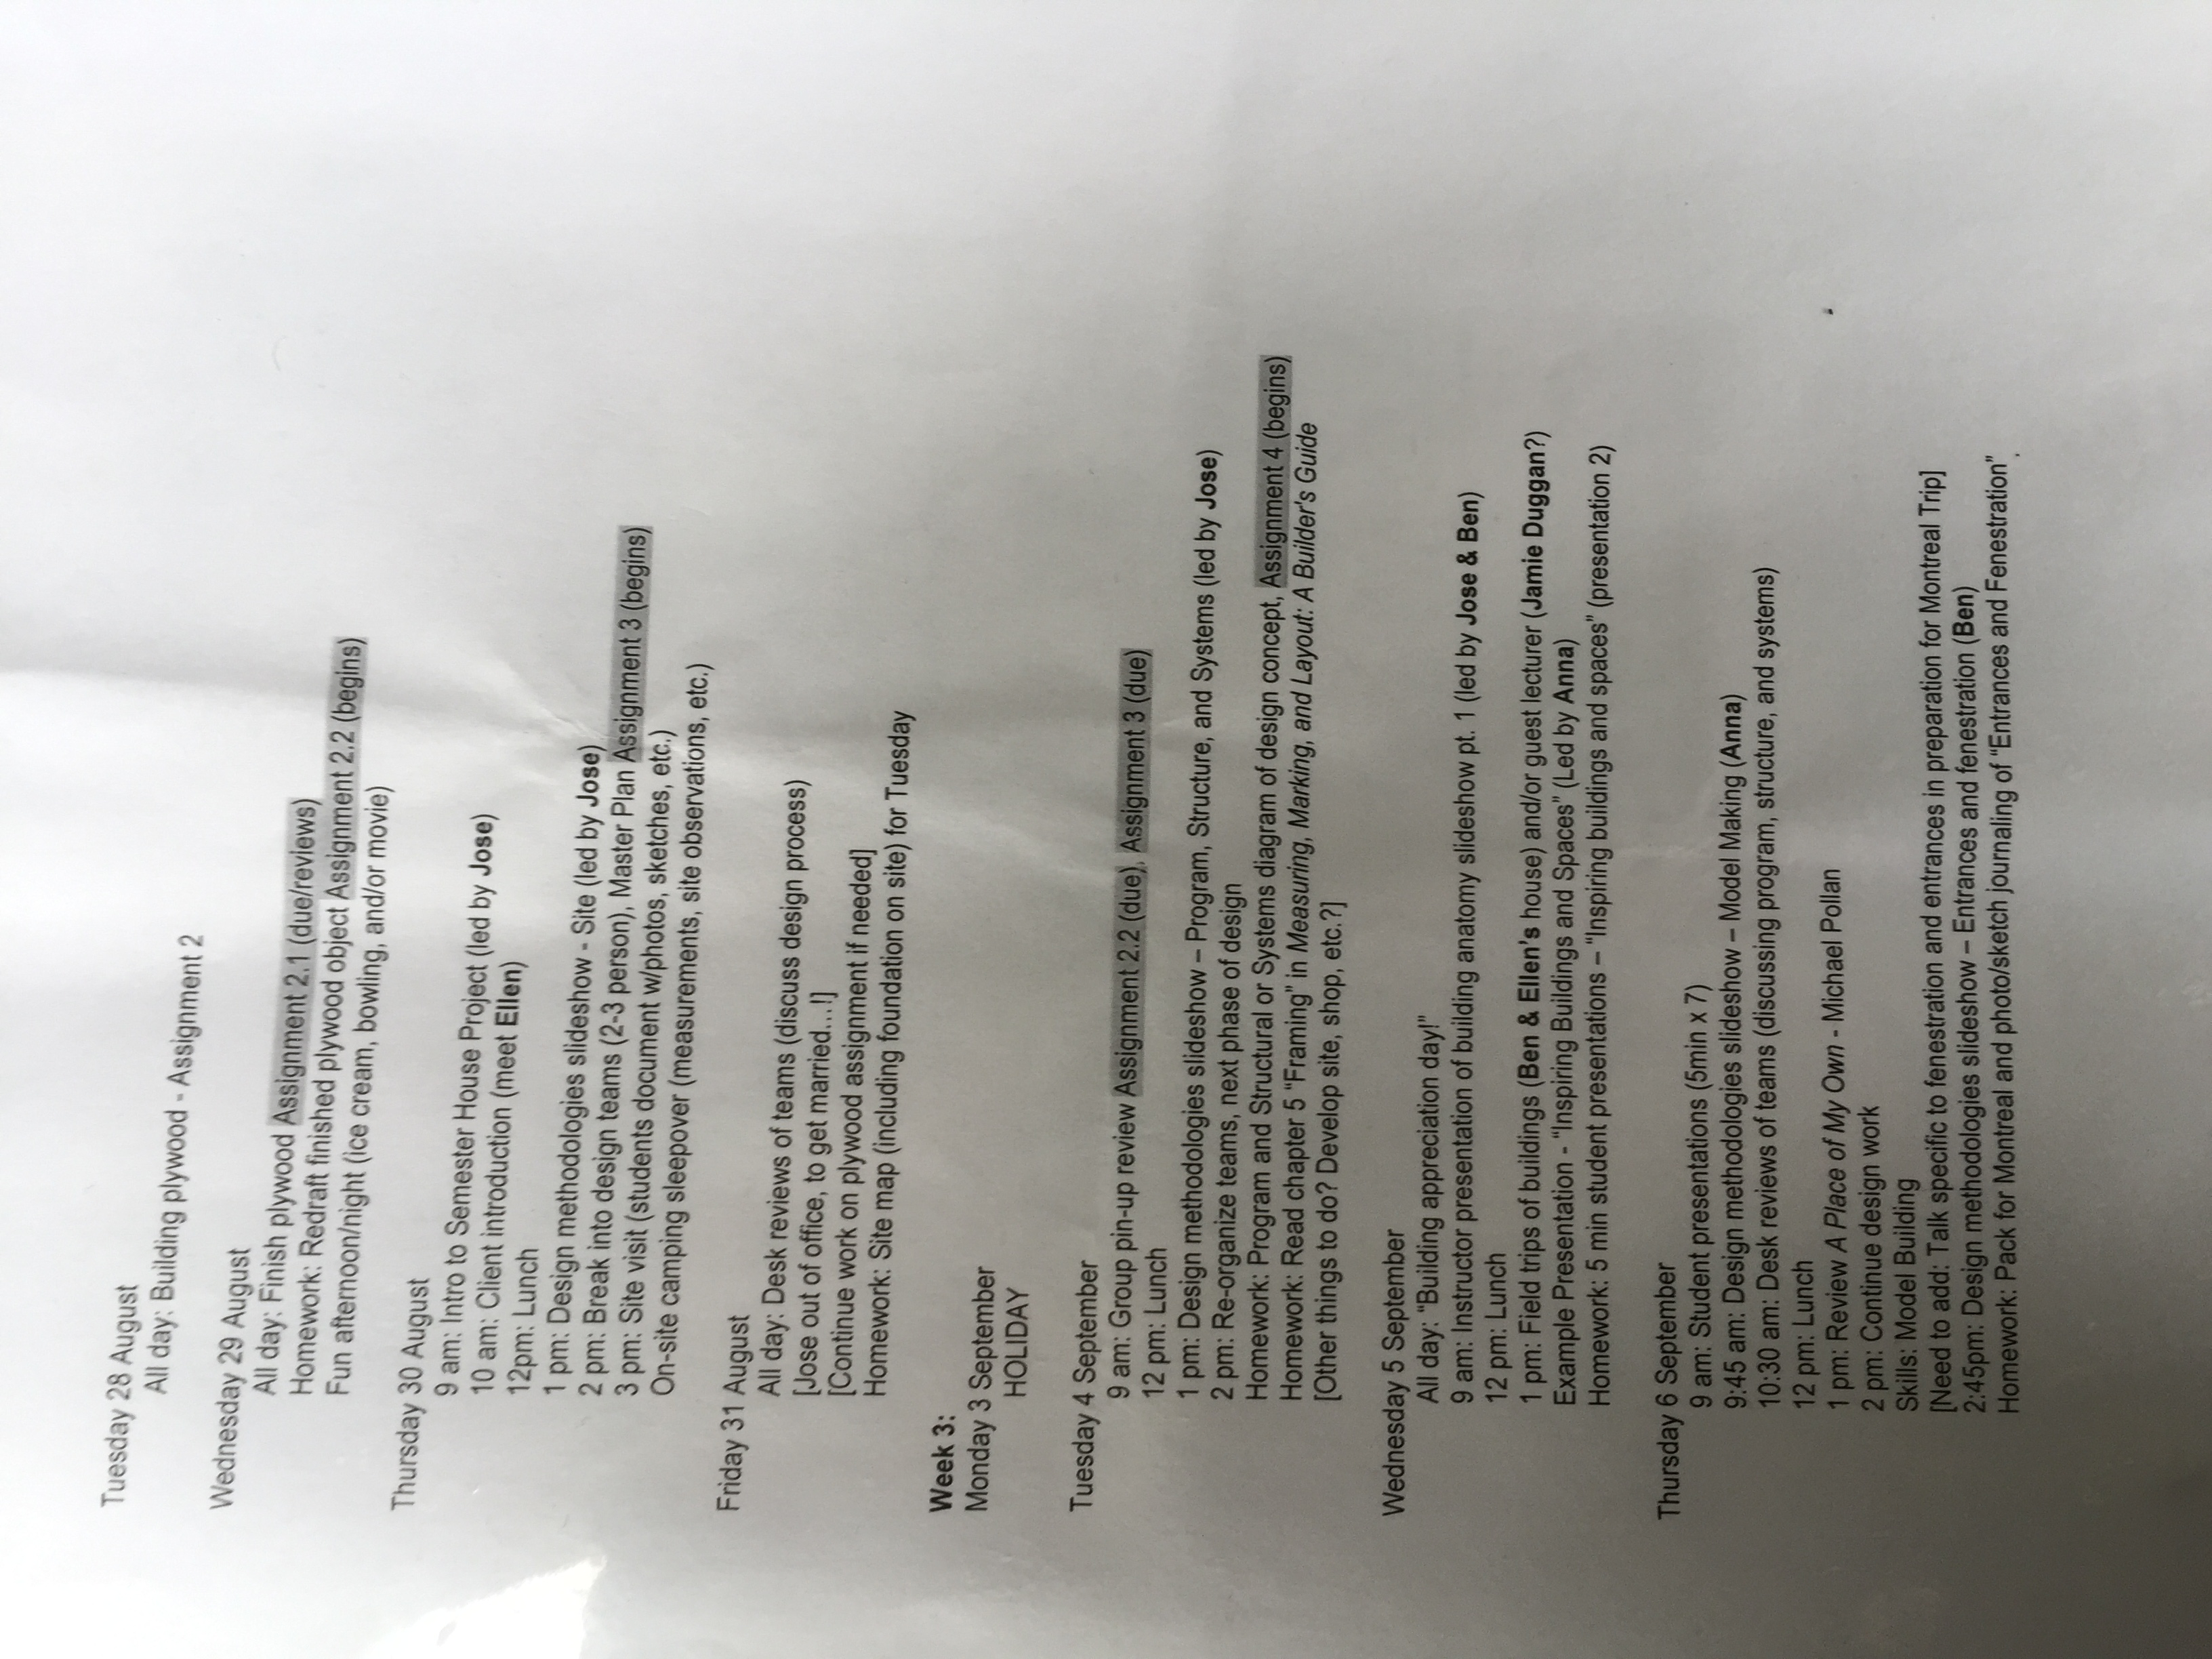 Tuesday 28 August
All day: Building plywood - Assignment 2
Wednesday 29 August
All day: Finish plywood Assignment 2.1 (due/reviews)
Homework: Redraft finished plywood object Assignment 2.2 (begins)
Fun afternoon/night (ice cream, bowling, and/or movie)
Thursday 30 August
9 am: Intro to Semester House Project (led by Jose)
10 am: Client introduction (meet Ellen)
12pm: Lunch
1 pm: Design methodologies slideshow - Site (led by Jose)
2 pm: Break into design teams (2-3 person), Master Plan Assignment 3 (begins)
3 pm: Site visit (students document w/photos, sketches, etc.)
On-site camping sleepover (measurements, site observations, etc.)
Friday 31 August
All day: Desk reviews of teams (discuss design process)
[Jose out of office, to get married…!]
[Continue work on plywood assignment if needed]
Homework: Site map (including foundation on site) for Tuesday
Week 3:
Monday 3 September
HOLIDAY
Tuesday 4 September
9 am: Group pin-up review Assignment 2.2 (due), Assignment 3 (due)
12 pm: Lunch
1 pm: Design methodologies slideshow – Program, Structure, and Systems (led by Jose)
2 pm: Re-organize teams, next phase of design
Homework: Program and Structural or Systems diagram of design concept, Assignment 4 (begins)
Homework: Read chapter 5 "Framing" in Measuring, Marking, and Layout: A Builder's Guide
[Other things to do? Develop site, shop, etc.?]
Wednesday 5 September
All day: "Building appreciation day!"
9 am: Instructor presentation of building anatomy slideshow pt. 1 (led by Jose & Ben)
12 pm: Lunch
1 pm: Field trips of buildings (Ben & Ellen's house) and/or guest lecturer (Jamie Duggan?)
Example Presentation - "Inspiring Buildings and Spaces" (Led by Anna)
Homework: 5 min student presentations – "Inspiring buildings and spaces" (presentation 2)
Thursday 6 September
9 am: Student presentations (5min x 7)
9:45 am: Design methodologies slideshow – Model Making (Anna)
10:30 am: Desk reviews of teams (discussing program, structure, and systems)
12 pm: Lunch
1 pm: Review A Place of My Own - Michael Pollan
2 pm: Continue design work
Skills: Model Building
[Need to add: Talk specific to fenestration and entrances in preparation for Montreal Trip]
2:45pm: Design methodologies slideshow – Entrances and fenestration (Ben)
Homework: Pack for Montreal and photo/sketch journaling of "Entrances and Fenestration".